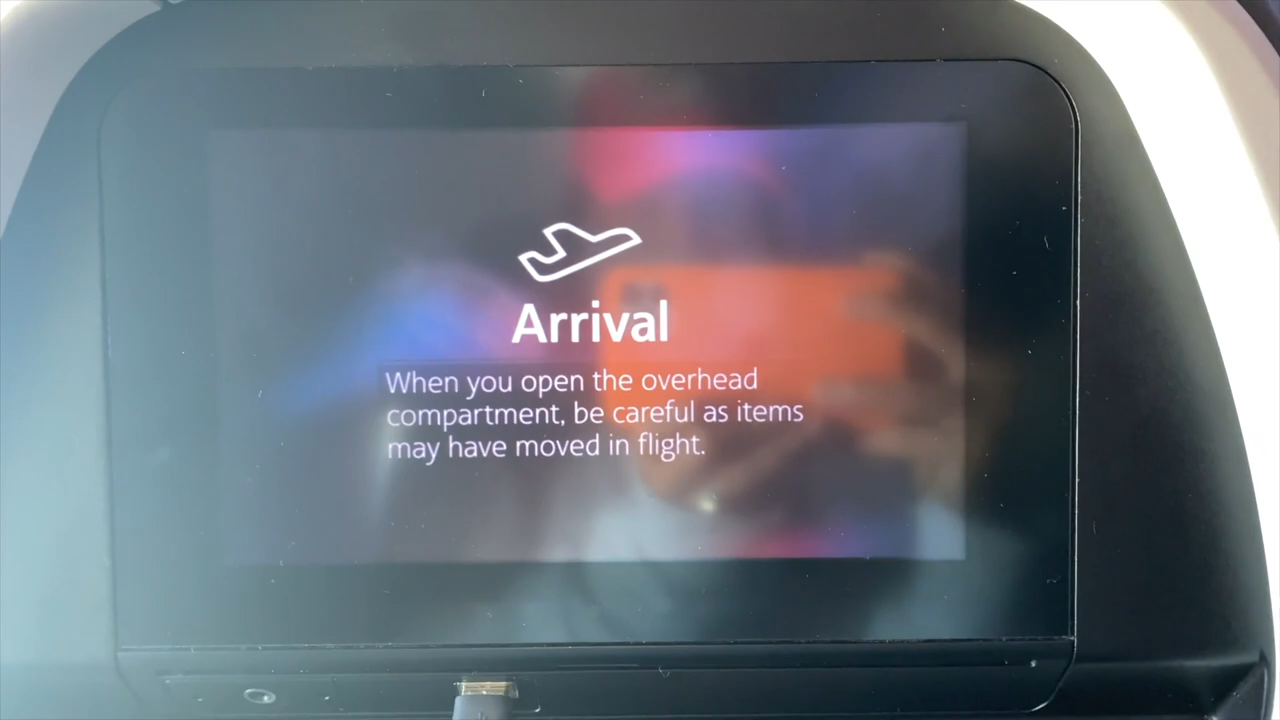 Arrival
When you open the overhead
compartment, be careful as items
may have moved in flight.